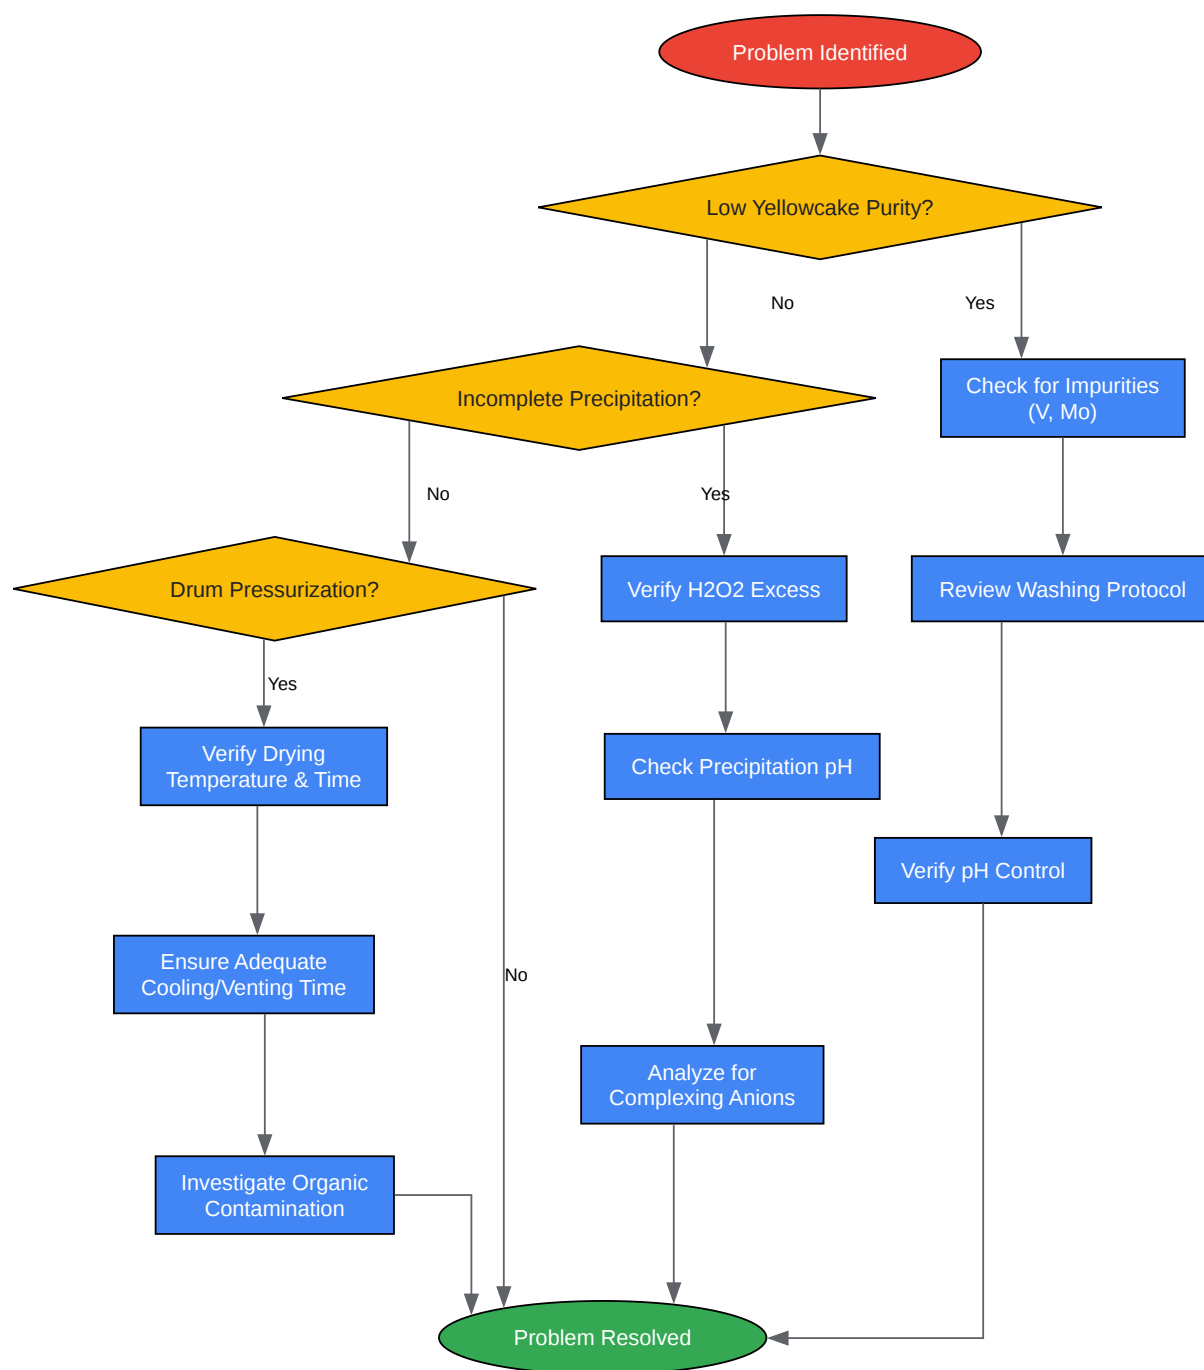 Problem Identified
Low Yellowcake Purity?
No
Yes
Incomplete Precipitation?
Check for Impurities
(V, Mo)
No
Yes
Drum Pressurization?
Verify H2O2 Excess
Review Washing Protocol
Yes
Verify Drying
Temperature & Time
Check Precipitation pH
Verify pH Control
Ensure Adequate
Cooling/Venting Time
No
Analyze for
Complexing Anions
Investigate Organic
Contamination
Problem Resolved